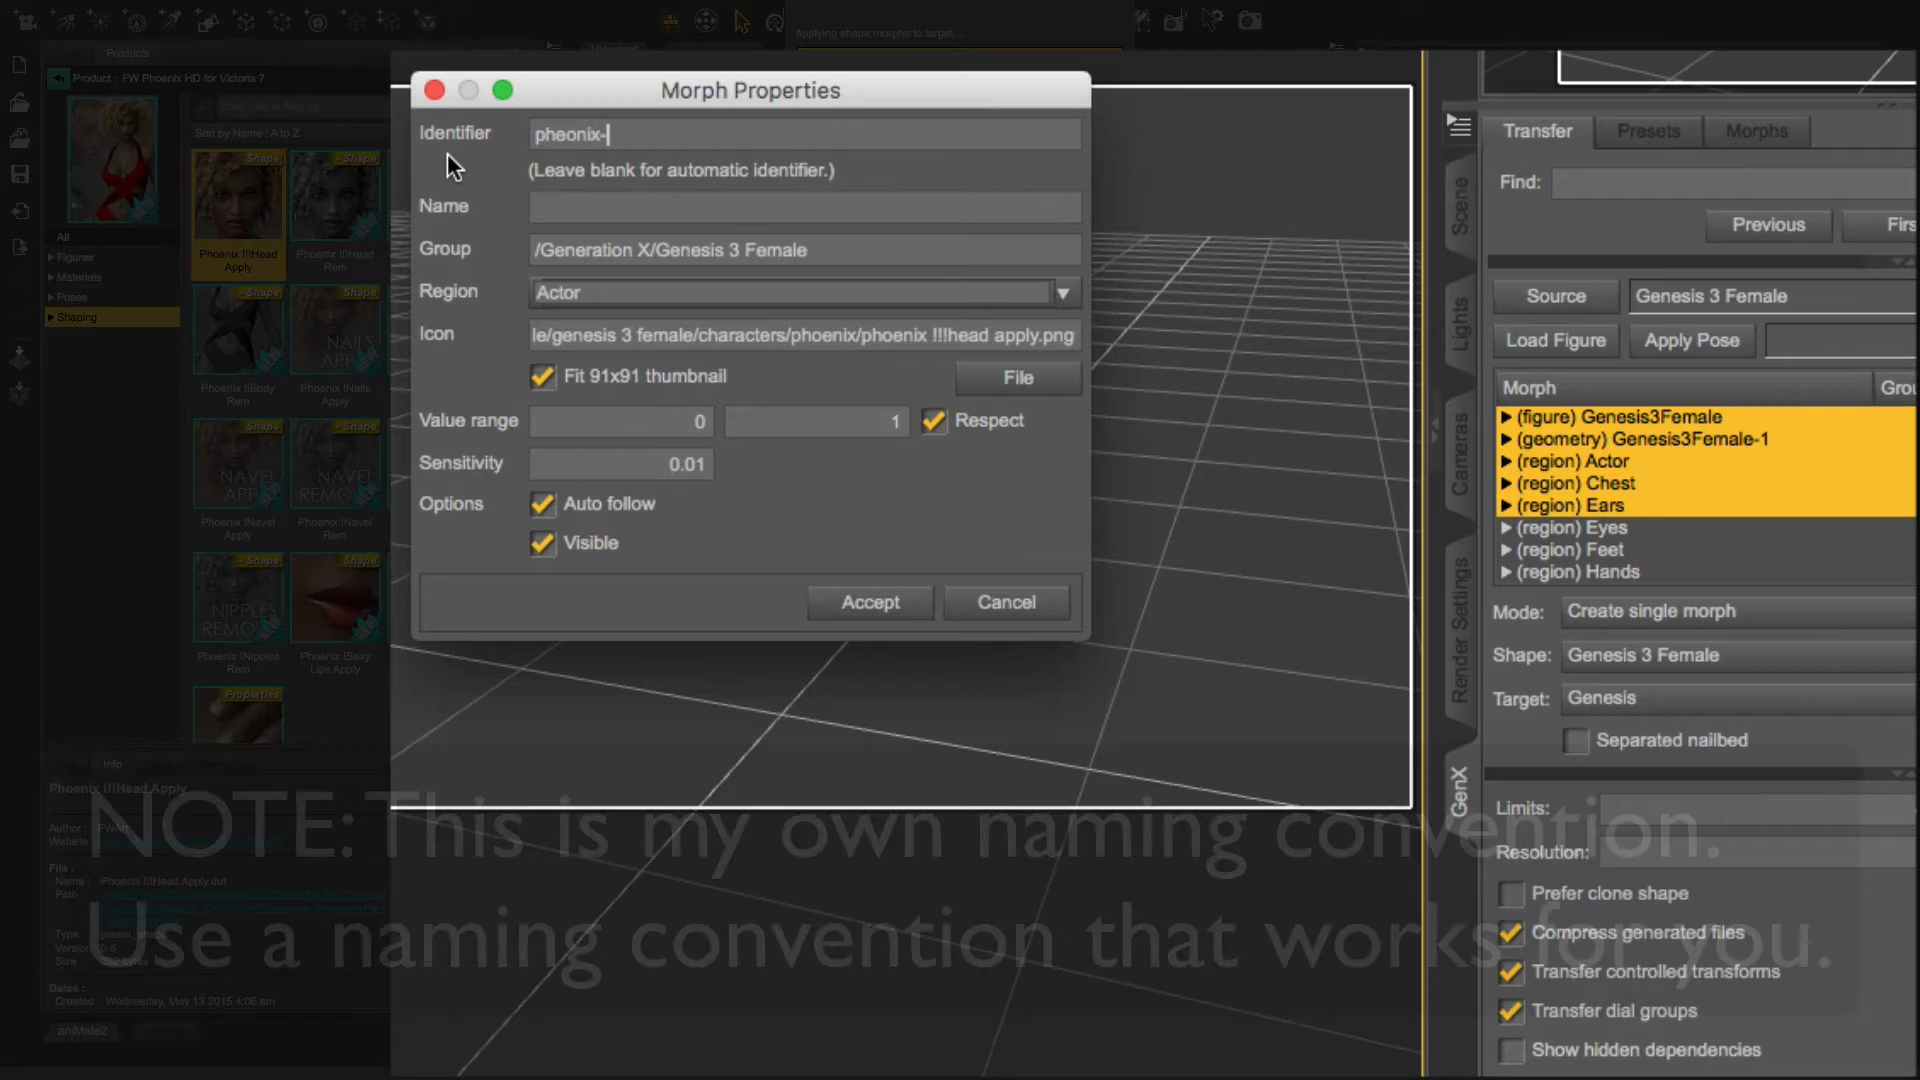 Applying shape morphs to target ...
Products
Viewport
Product : FW Phoenix HD for Victoria 7
Sort by Name : A to Z
All
Figures
Materials
Poses
Shaping
Shape
Phoenix !!!Head
Apply
Shape
Phoenix !!!Head
Rem
Shape
Phoenix !!Body
Rem
Shape
NAILS
APP
Phoenix !Nails
Apply
Shape
NAVEL
APP
Phoenix !Navel
Apply
Shape
NAVEL
REMO
Phoenix !Navel
Rem
Shape
NIPPLES
REM
Phoenix !Nipples
Rem
Shape
Phoenix !Sexy
Lips Apply
Properties
Info
Phoenix !!!Head Apply
Author : FWArt
Website
File :
Name : Phoenix !!!Head Apply.duf
Path :
Type : preset_shape
Version : 0.6
Size : 392 bytes
Dates :
Created : Wednesday, May 13 2015 4:06 am
aniMate2
Morph Properties
Identifier
pheonix-
(Leave blank for automatic identifier.)
Name
Group
/Generation X/Genesis 3 Female
Region
Actor
Icon
le/genesis 3 female/characters/phoenix/phoenix !!!head apply.png
Fit 91x91 thumbnail
File
Value range
0
1
Respect
Sensitivity
0.01
Options
Auto follow
Visible
Accept
Cancel
Scene
Lights
Cameras
Render Settings
GenX
Transfer
Presets
Morphs
Find:
Previous
Firs
Source
Genesis 3 Female
Load Figure
Apply Pose
Morph
Grou
(figure) Genesis3Female
(geometry) Genesis3Female-1
(region) Actor
(region) Chest
(region) Ears
(region) Eyes
(region) Feet
(region) Hands
Mode:
Create single morph
Shape:
Genesis 3 Female
Target:
Genesis
Separated nailbed
Limits:
Resolution:
Prefer clone shape
Compress generated files
Transfer controlled transforms
Transfer dial groups
Show hidden dependencies
NOTE: This is my own naming convention.
Use a naming convention that works for you.